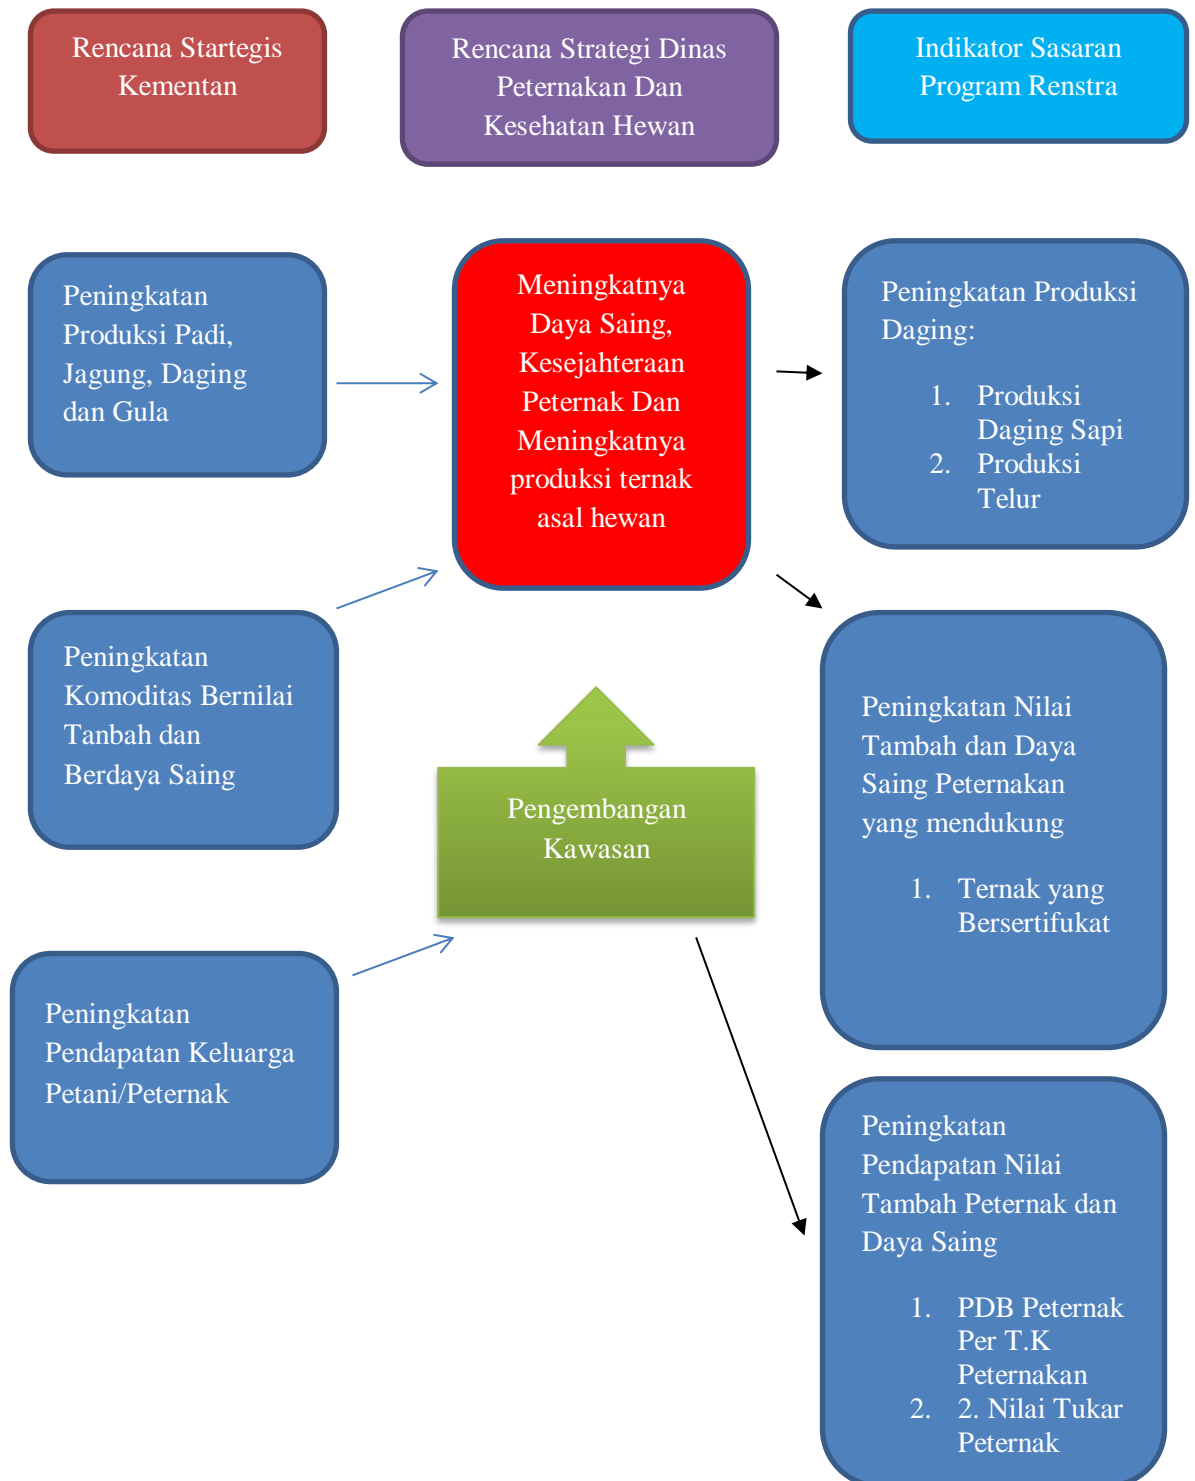 Rencana Startegis
Kementan
Rencana Strategi Dinas
Peternakan Dan
Kesehatan Hewan
Indikator Sasaran
Program Renstra
Peningkatan
Produksi Padi,
Jagung, Daging
dan Gula
Meningkatnya
Daya Saing,
Kesejahteraan
Peternak Dan
Meningkatnya
produksi ternak
asal hewan
Peningkatan Produksi
Daging:
1. Produksi
Daging Sapi
2. Produksi
Telur
Peningkatan
Komoditas Bernilai
Tanbah dan
Berdaya Saing
Pengembangan
Kawasan
Peningkatan Nilai
Tambah dan Daya
Saing Peternakan
yang mendukung
1. Ternak yang
Bersertifukat
Peningkatan
Pendapatan Keluarga
Petani/Peternak
Peningkatan
Pendapatan Nilai
Tambah Peternak dan
Daya Saing
1. PDB Peternak
Per T.K
Peternakan
2. 2. Nilai Tukar
Peternak